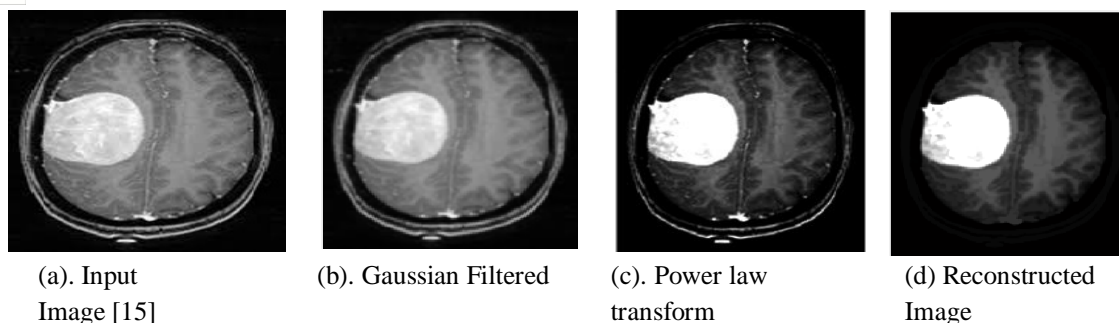 (a). Input
Image [15]
(b). Gaussian Filtered
(c). Power law
transform
(d) Reconstructed
Image